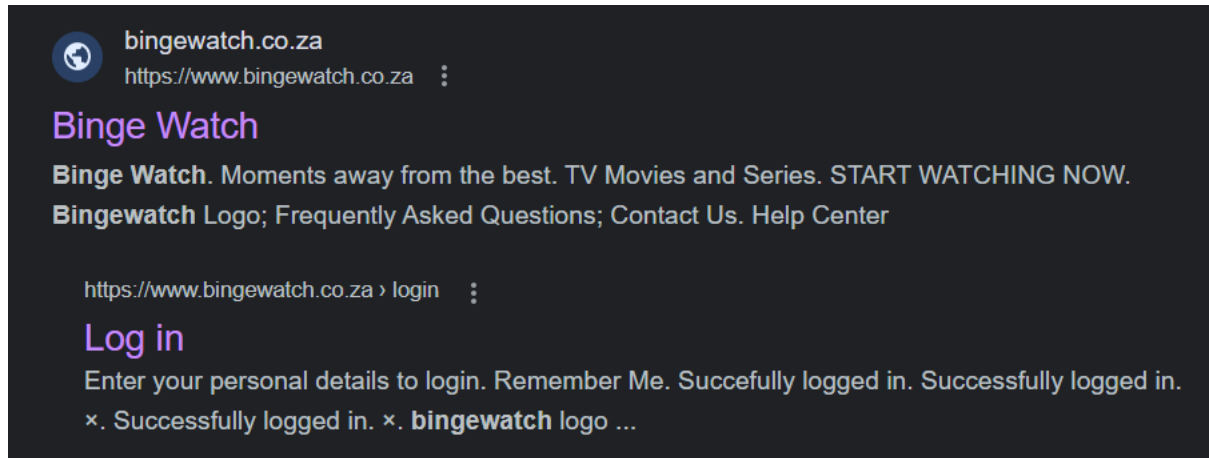 bingewatch.co.za
https://www.bingewatch.co.za
Binge Watch
Binge Watch. Moments away from the best. TV Movies and Series. START WATCHING NOW.
Bingewatch Logo; Frequently Asked Questions; Contact Us. Help Center
https://www.bingewatch.co.za › login
Log in
Enter your personal details to login. Remember Me. Succefully logged in. Successfully logged in.
×. Successfully logged in. ×. bingewatch logo ...